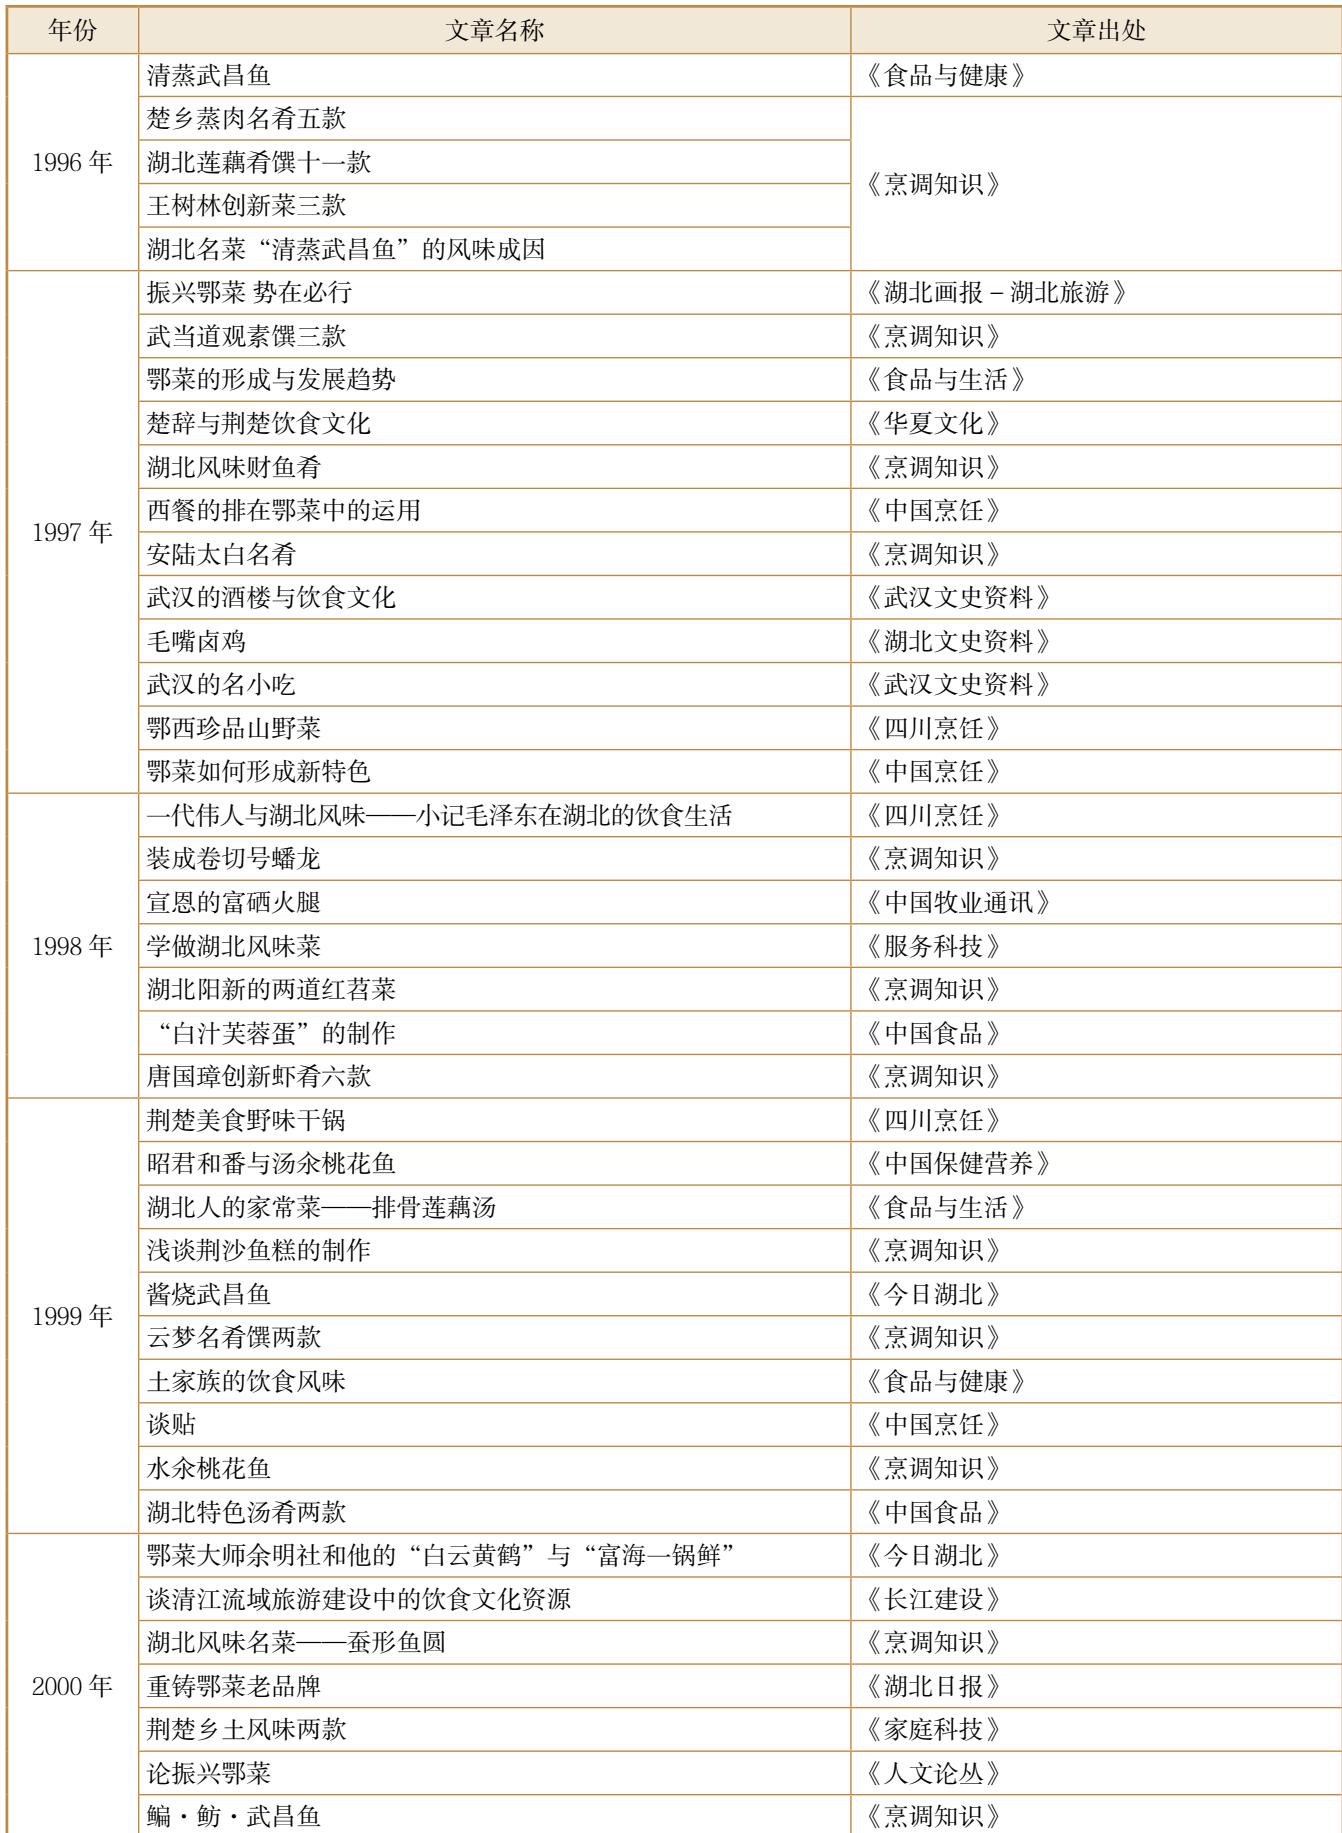 年份 文章名称 文章出处
清蒸武昌鱼 《食品与健康》
楚乡蒸肉名肴五款
1996 年 湖北莲藕肴馔十一款 《烹调知识》
王树林创新菜三款
湖北名菜“清蒸武昌鱼”的风味成因
振兴鄂菜 势在必行 《湖北画报 – 湖北旅游》
武当道观素馔三款 《烹调知识》
鄂菜的形成与发展趋势 《食品与生活》
楚辞与荆楚饮食文化 《华夏文化》
湖北风味财鱼肴 《烹调知识》
西餐的排在鄂菜中的运用 《中国烹饪》
1997 年 安陆太白名肴 《烹调知识》
武汉的酒楼与饮食文化 《武汉文史资料》
毛嘴卤鸡 《湖北文史资料》
武汉的名小吃 《武汉文史资料》
鄂西珍品山野菜 《四川烹饪》
鄂菜如何形成新特色 《中国烹饪》
一代伟人与湖北风味——小记毛泽东在湖北的饮食生活 《四川烹饪》
装成卷切号蟠龙 《烹调知识》
宣恩的富硒火腿 《中国牧业通讯》
1998 年 学做湖北风味菜 《服务科技》
湖北阳新的两道红苕菜 《烹调知识》
“白汁芙蓉蛋”的制作 《中国食品》
唐国璋创新虾肴六款 《烹调知识》
荆楚美食野味干锅 《四川烹饪》
昭君和番与汤汆桃花鱼 《中国保健营养》
湖北人的家常菜——排骨莲藕汤 《食品与生活》
浅谈荆沙鱼糕的制作 《烹调知识》
酱烧武昌鱼 《今日湖北》
1999 年 云梦名肴馔两款 《烹调知识》
土家族的饮食风味 《食品与健康》
谈贴 《中国烹饪》
水汆桃花鱼 《烹调知识》
湖北特色汤肴两款 《中国食品》
鄂菜大师余明社和他的“白云黄鹤”与“富海一锅鲜” 《今日湖北》
谈清江流域旅游建设中的饮食文化资源 《长江建设》
湖北风味名菜——蚕形鱼圆 《烹调知识》
2000 年 重铸鄂菜老品牌 《湖北日报》
荆楚乡土风味两款 《家庭科技》
论振兴鄂菜 《人文论丛》
鳊·鲂·武昌鱼 《烹调知识》